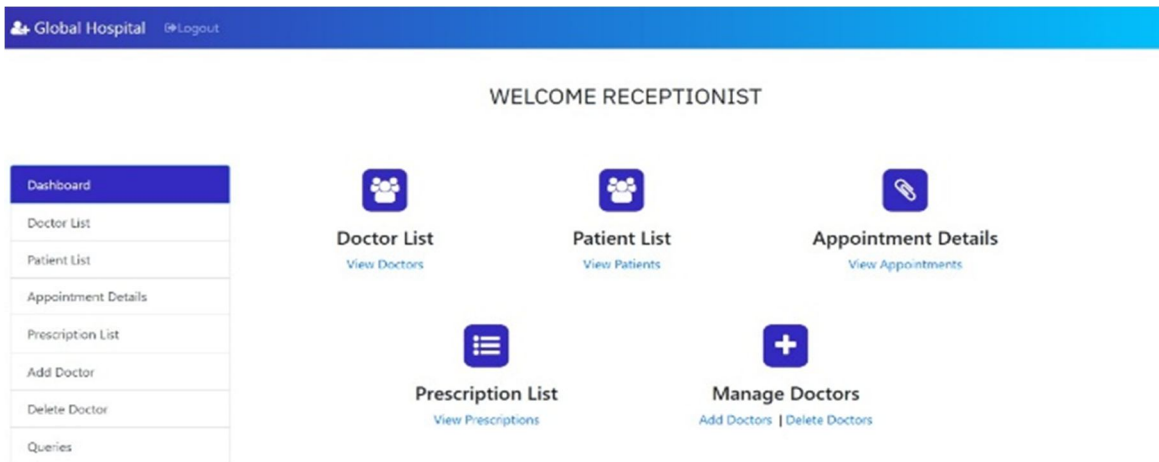 Global Hospital Logout
WELCOME RECEPTIONIST
Dashboard
Doctor List
Patient List
Appointment Details
Prescription List
Add Doctor
Delete Doctor
Queries
Doctor List
View Doctors
Patient List
View Patients
Appointment Details
View Appointments
Prescription List
View Prescriptions
Manage Doctors
Add Doctors | Delete Doctors